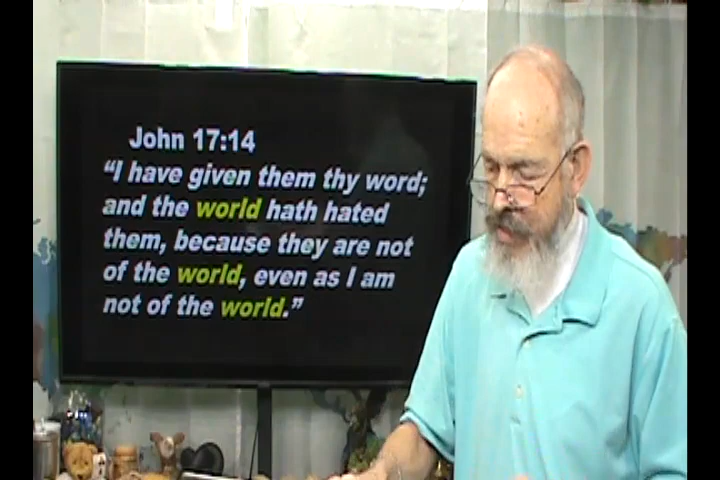 John 17:14
“I have given them thy word;
and the world hath hated
them, because they are not
of the world, even as I am
not of the world.”